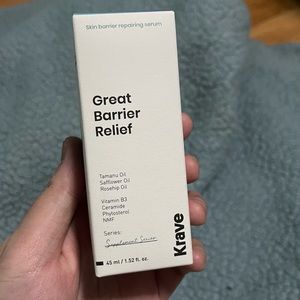 Skin barrier repairing serum
Great
Barrier
Relief
Tamanu Oil
Safflower Oil
Rosehip Oil
Vitamin B3
Ceramide
Phytosterol
NMF
Series:
Supplement Series
45 ml / 1.52 fl. oz.
Krave